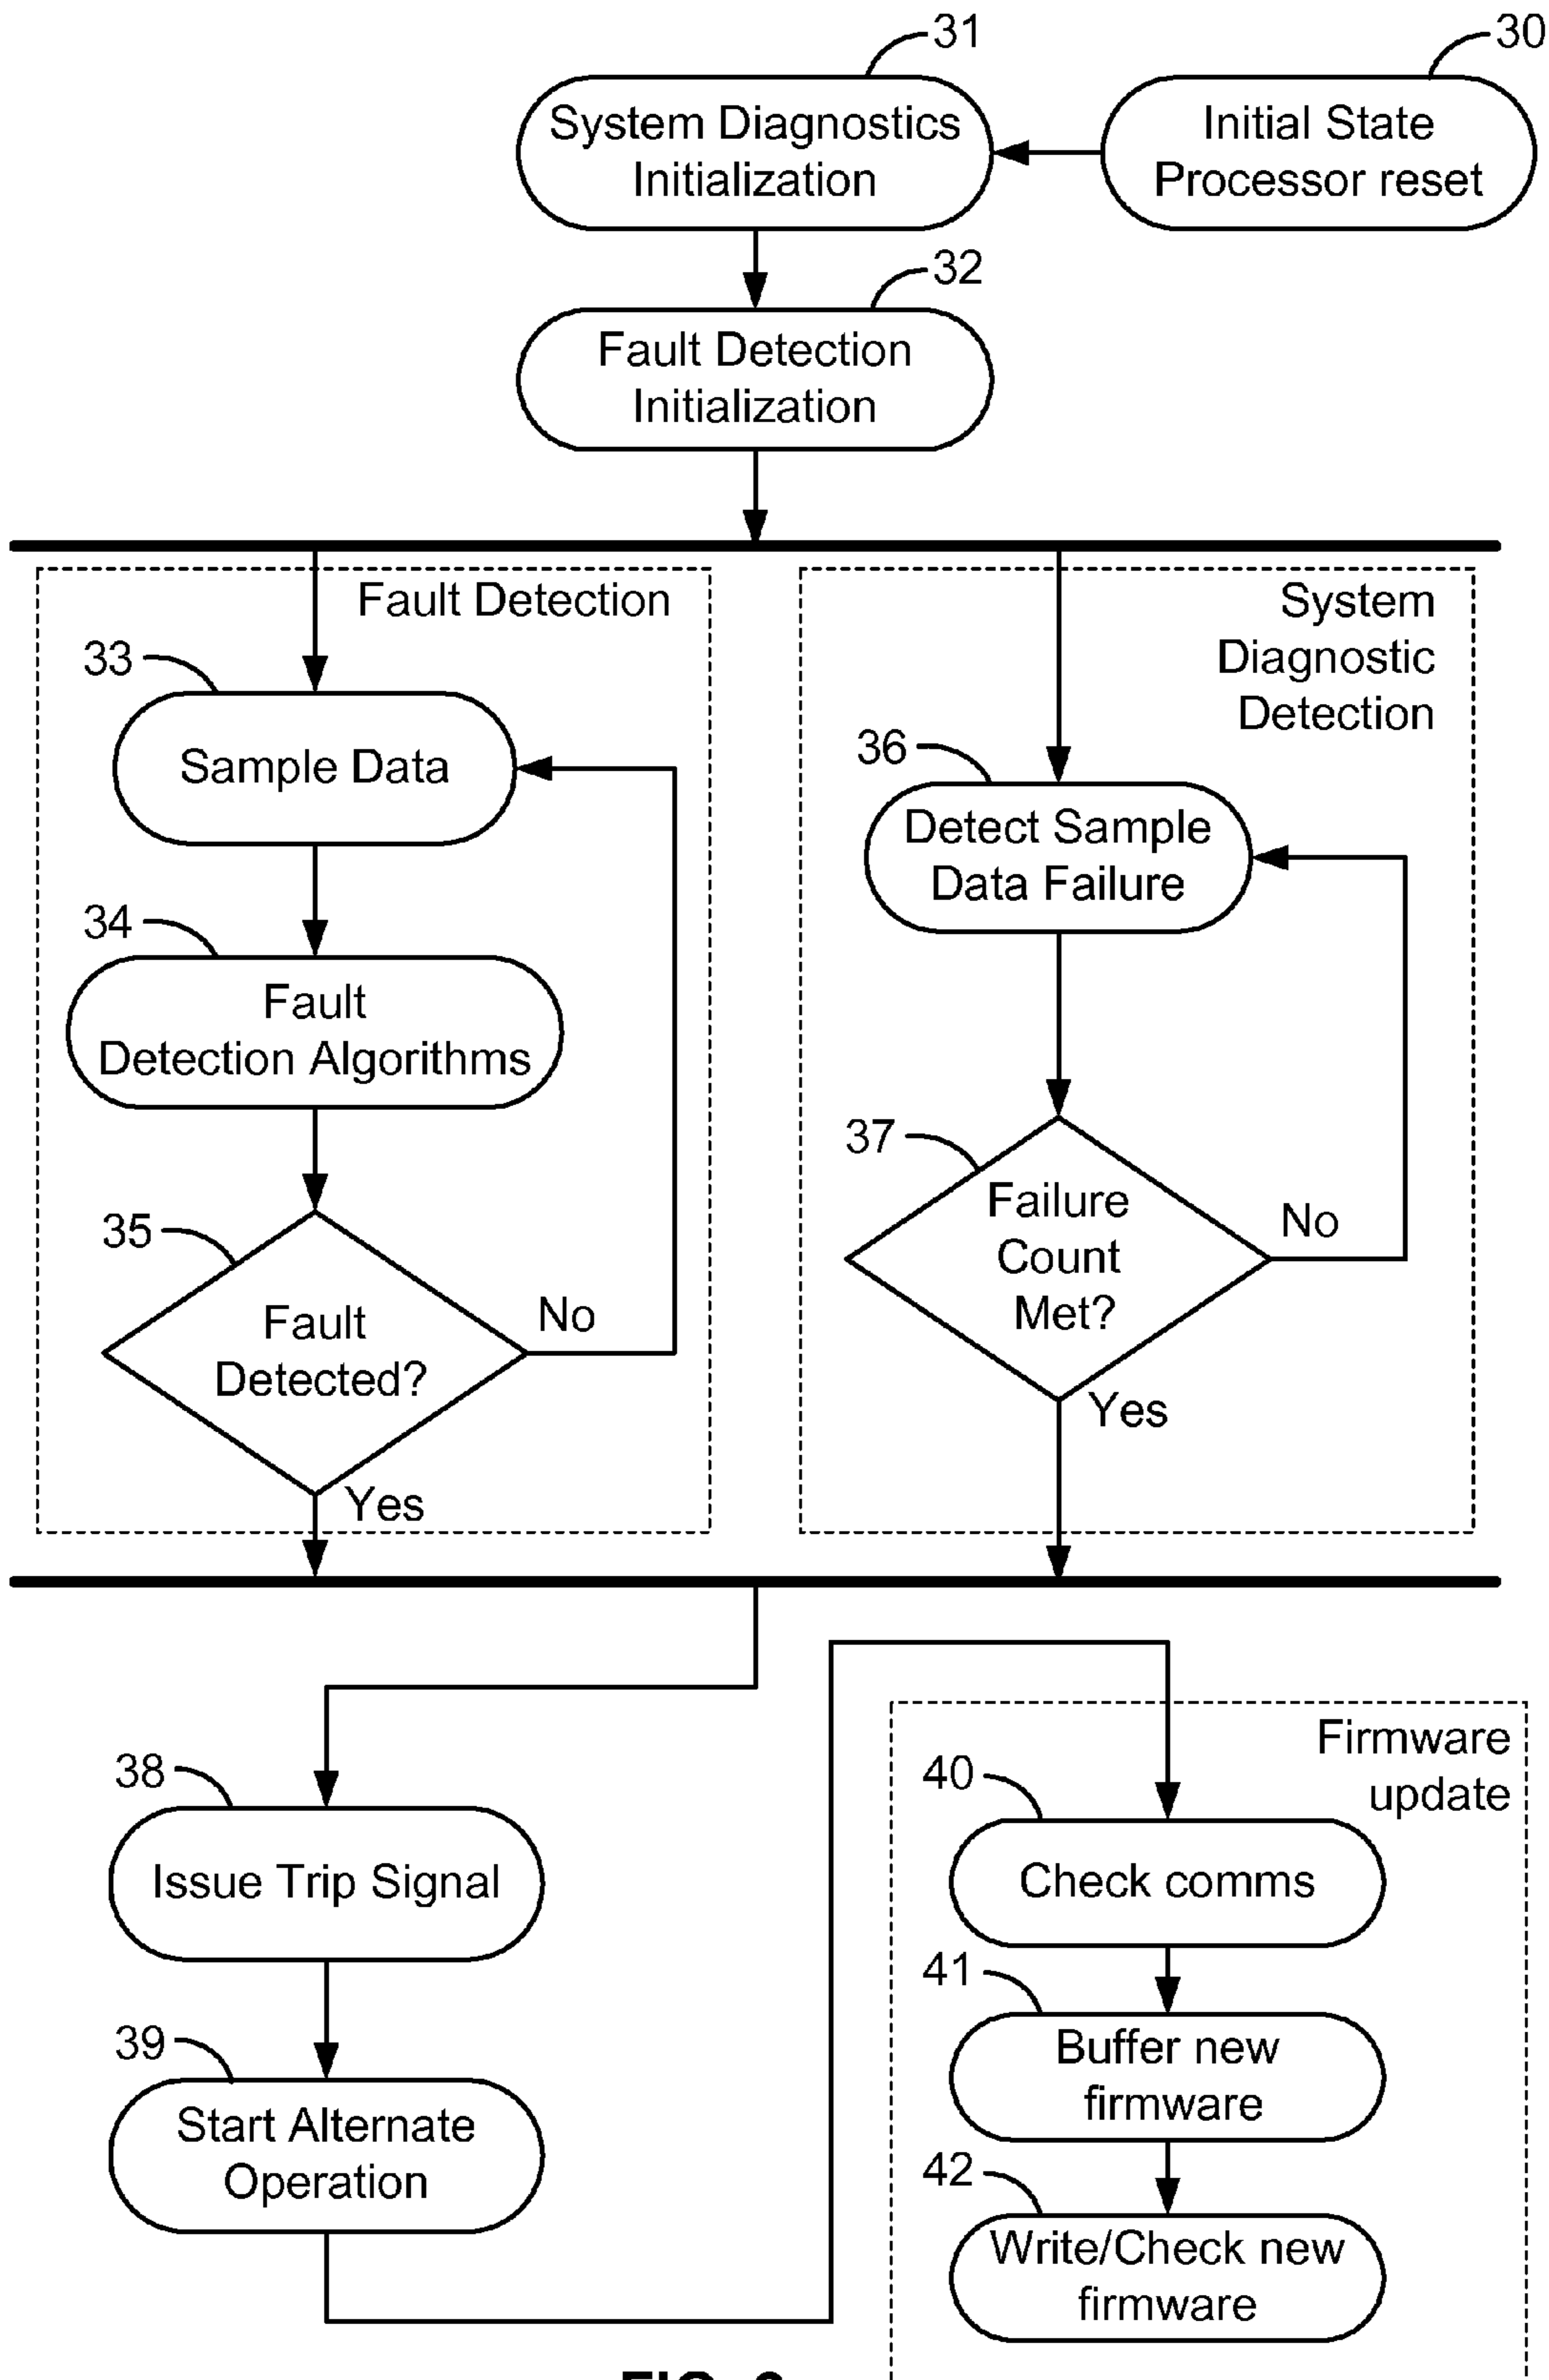 31
30
System Diagnostics
Initialization
Initial State
Processor reset
32
Fault Detection
Initialization
Fault Detection
System
Diagnostic
Detection
33
Sample Data
36
Detect Sample
Data Failure
34
Fault
Detection Algorithms
37
Failure
Count
Met?
No
35
Fault
Detected?
No
Yes
Yes
Firmware
update
38
Issue Trip Signal
40
Check comms
41
Buffer new
firmware
39
Start Alternate
Operation
42
Write/Check new
firmware